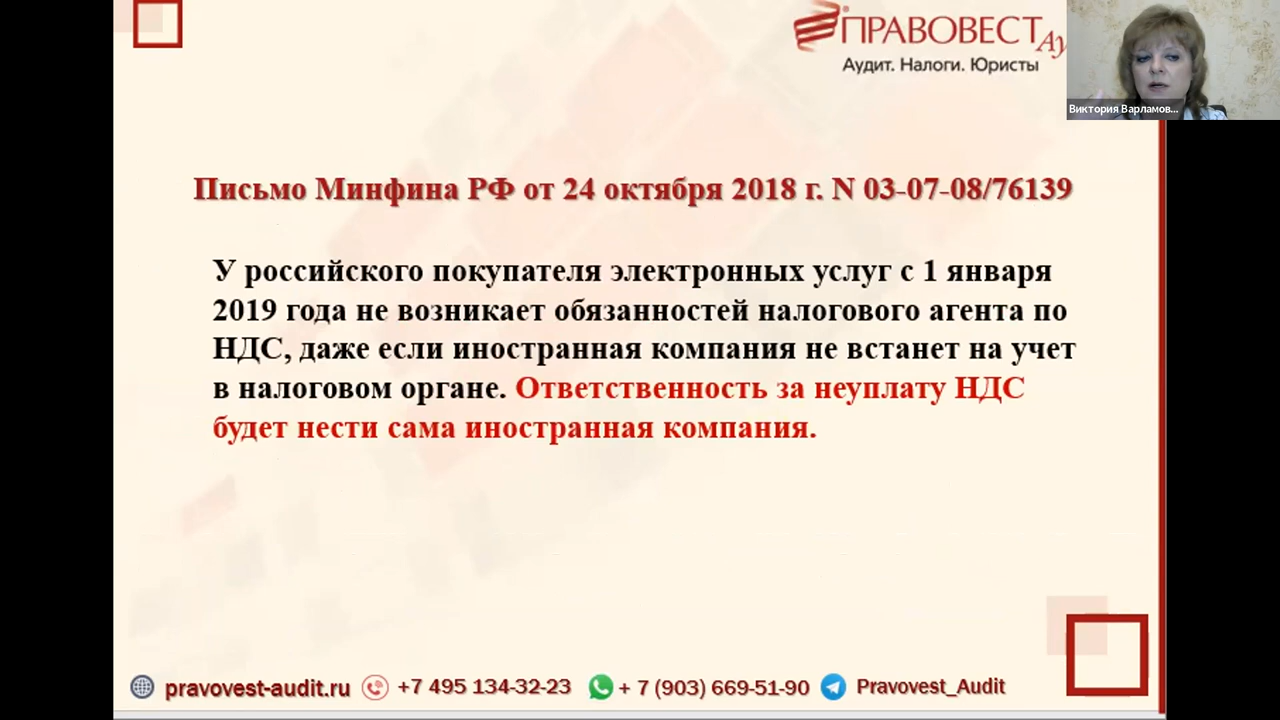 ПРАВОВЕСТ
Аудит. Налоги. Юристы
Виктория Варламов...
Письмо Минфина РФ от 24 октября 2018 г. N 03-07-08/76139
У российского покупателя электронных услуг с 1 января
2019 года не возникает обязанностей налогового агента по
НДС, даже если иностранная компания не встанет на учет
в налоговом органе. Ответственность за неуплату НДС
будет нести сама иностранная компания.
pravovest-audit.ru +7 495 134-32-23 + 7 (903) 669-51-90 Pravovest_Audit